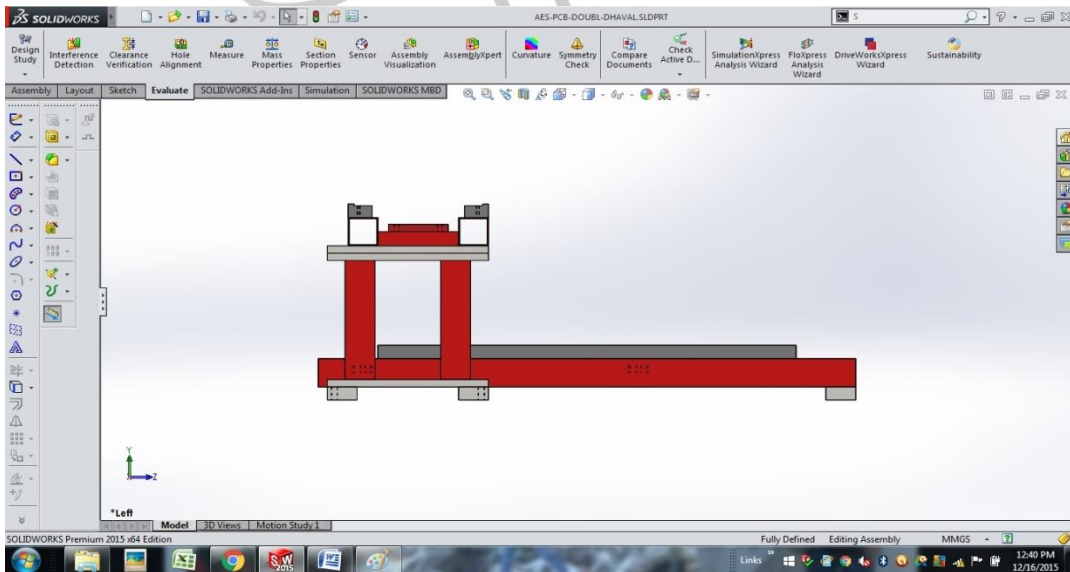 SOLIDWORKS
AES-PCB-DOUBL-DHAVAL.SLDPRT
S
Design Study
Interference Detection
Clearance Verification
Hole Alignment
Measure
Mass Properties
Section Properties
Sensor
Assembly Visualization
AssemblyXpert
Curvature
Symmetry Check
Compare Documents
Check Active D...
SimulationXpress Analysis Wizard
FloXpress Analysis Wizard
DriveWorksXpress Wizard
Sustainability
Assembly Layout Sketch Evaluate SOLIDWORKS Add-Ins Simulation SOLIDWORKS MBD
Y
Z
*Left
Model 3D Views Motion Study 1
SOLIDWORKS Premium 2015 x64 Edition
Fully Defined Editing Assembly MMGS
Links
12:40 PM
12/16/2015